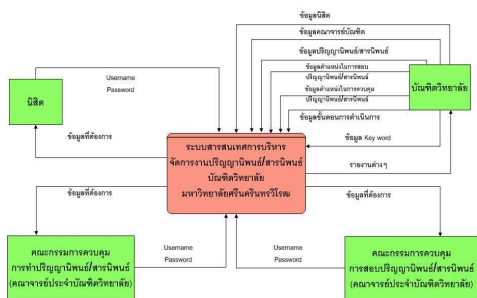 ข้อมูลนิสิต
ข้อมูลคณาจารย์บัณฑิต
ข้อมูลปริญญานิพนธ์/สารนิพนธ์
ข้อมูลตำแหน่งในการสอบ
ปริญญานิพนธ์/สารนิพนธ์
ข้อมูลตำแหน่งในการควบคุม
ปริญญานิพนธ์/สารนิพนธ์
ข้อมูลขั้นตอนการดำเนินการ
Username
Password
นิสิต
บัณฑิตวิทยาลัย
ข้อมูล Key word
ข้อมูลที่ต้องการ
รายงานต่างๆ
ระบบสารสนเทศการบริหาร
จัดการงานปริญญานิพนธ์/สารนิพนธ์
บัณฑิตวิทยาลัย
มหาวิทยาลัยศรีนครินทรวิโรฒ
ข้อมูลที่ต้องการ
ข้อมูลที่ต้องการ
คณะกรรมการควบคุม
การทำปริญญานิพนธ์/สารนิพนธ์
(คณาจารย์ประจำบัณฑิตวิทยาลัย)
Username
Password
Username
Password
คณะกรรมการควบคุม
การสอบปริญญานิพนธ์/สารนิพนธ์
(คณาจารย์ประจำบัณฑิตวิทยาลัย)